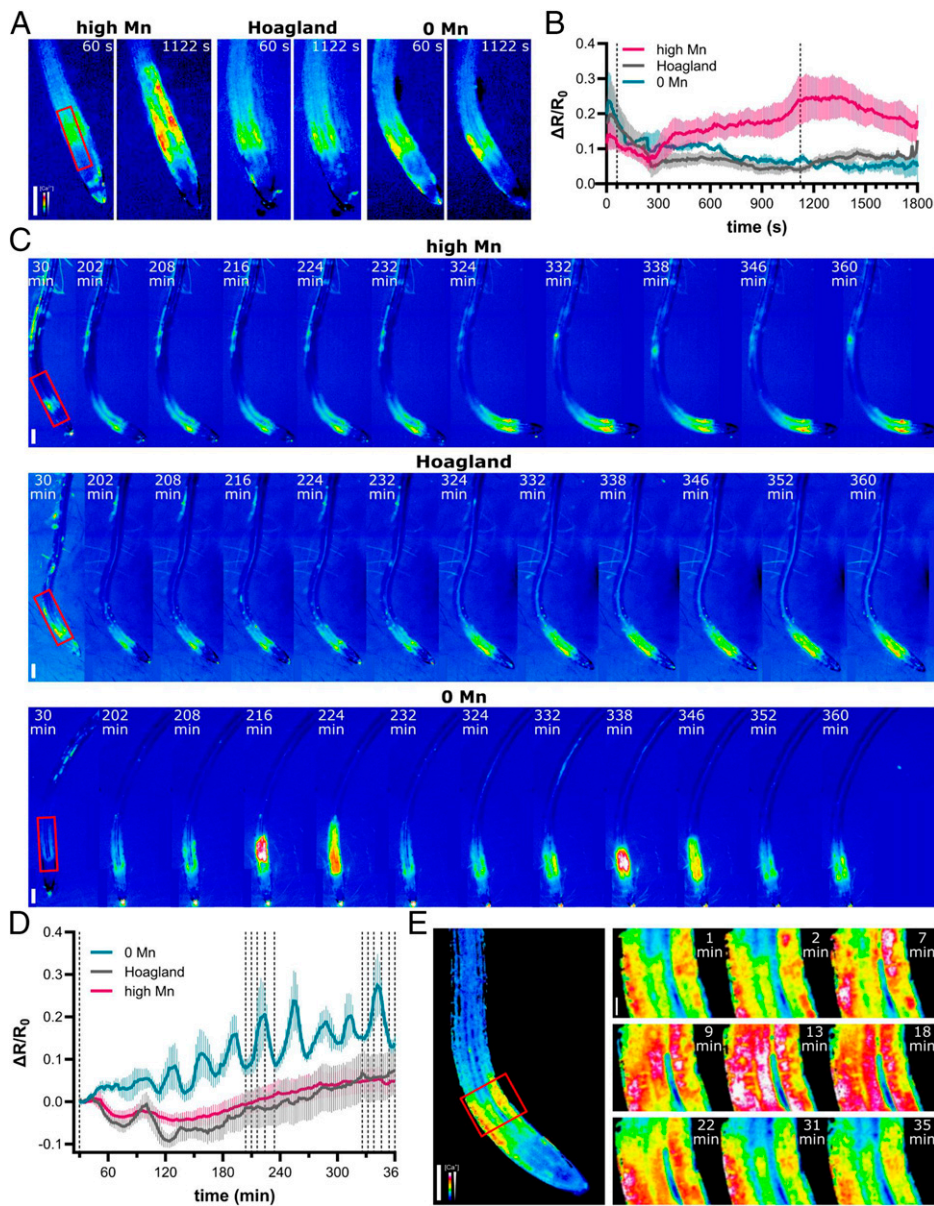 A
high Mn
Hoagland
0 Mn
60 s
1122 s
60 s
1122 s
60 s
1122 s
B
ΔR/R0
0.4
0.3
0.2
0.1
0.0
high Mn
Hoagland
0 Mn
0
300
600
900
1200
1500
1800
time (s)
C
high Mn
30 min
202 min
208 min
216 min
224 min
232 min
324 min
332 min
338 min
346 min
360 min
Hoagland
30 min
202 min
208 min
216 min
224 min
232 min
324 min
332 min
338 min
346 min
352 min
360 min
0 Mn
30 min
202 min
208 min
216 min
224 min
232 min
324 min
332 min
338 min
346 min
352 min
360 min
D
ΔR/R0
0.4
0.3
0.2
0.1
0.0
-0.1
0 Mn
Hoagland
high Mn
60
120
180
240
300
36
time (min)
E
1 min
2 min
7 min
9 min
13 min
18 min
22 min
31 min
35 min